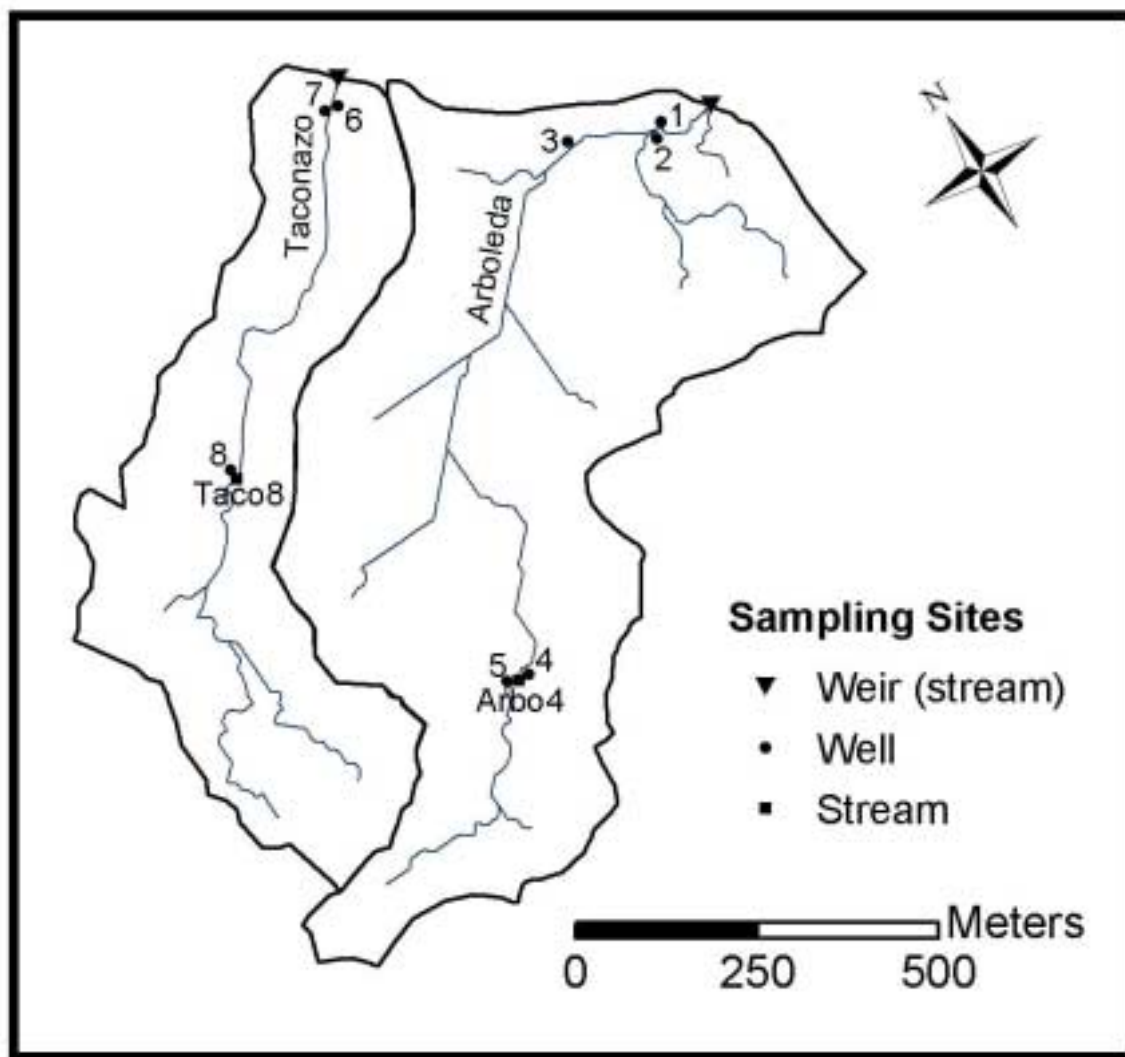 N
7
6
Taconazo
1
2
3
Arboleda
8
Taco8
5
4
Arbo4
Sampling Sites
Weir (stream)
Well
Stream
Meters
0 250 500